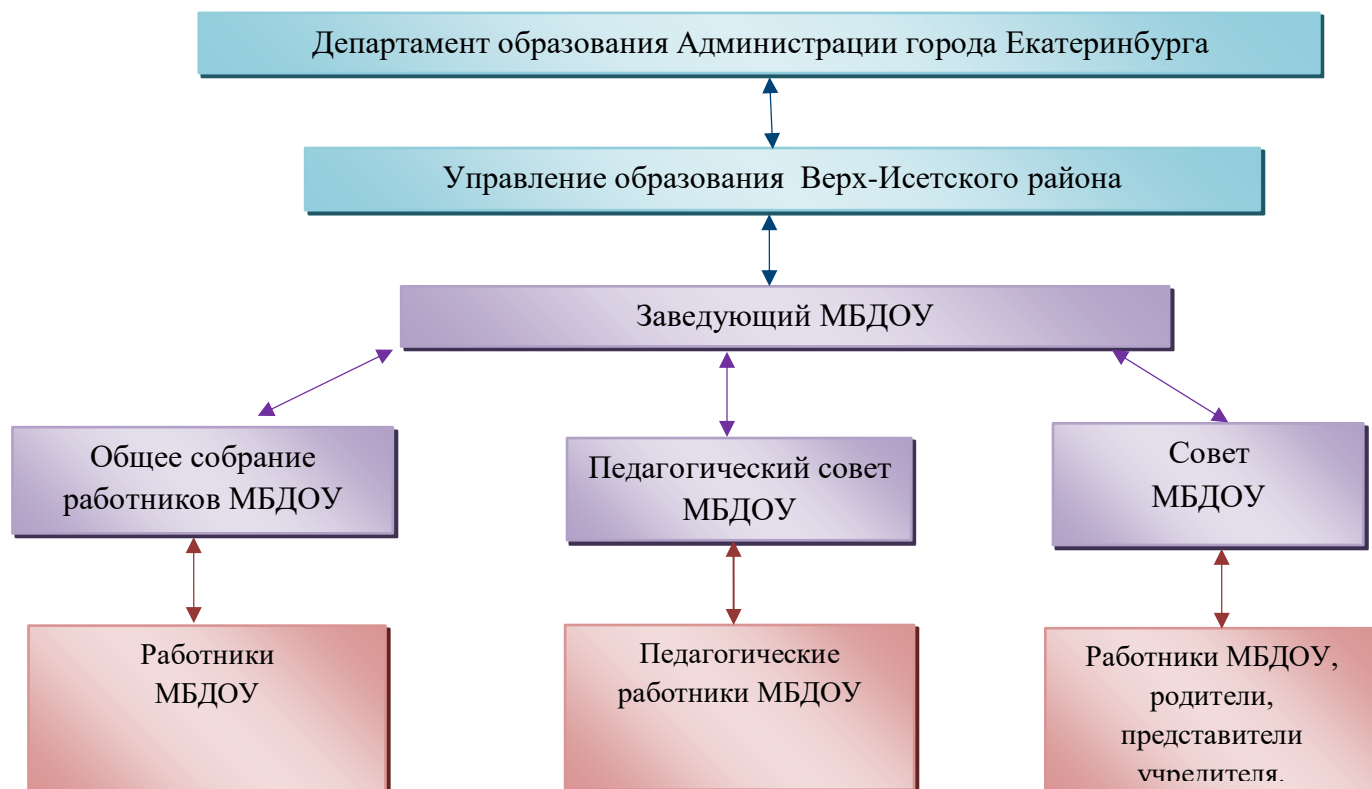 Департамент образования Администрации города Екатеринбурга
Управление образования Верх-Исетского района
Заведующий МБДОУ
Общее собрание
работников МБДОУ
Педагогический совет
МБДОУ
Совет
МБДОУ
Работники
МБДОУ
Педагогические
работники МБДОУ
Работники МБДОУ,
родители,
представители
учредителя.